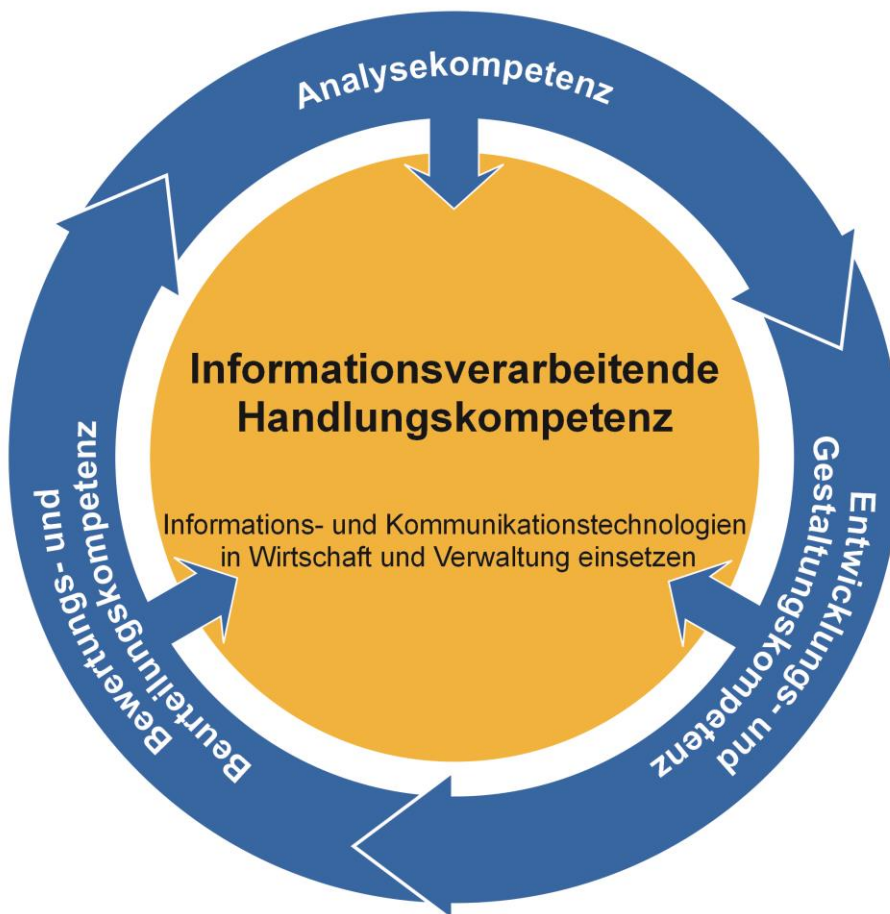 Analysekompetenz
Informationsverarbeitende
Handlungskompetenz
Informations- und Kommunikationstechnologien
in Wirtschaft und Verwaltung einsetzen
Entwicklungs- und
Gestaltungskompetenz
Bewertungs- und
Beurteilungskompetenz